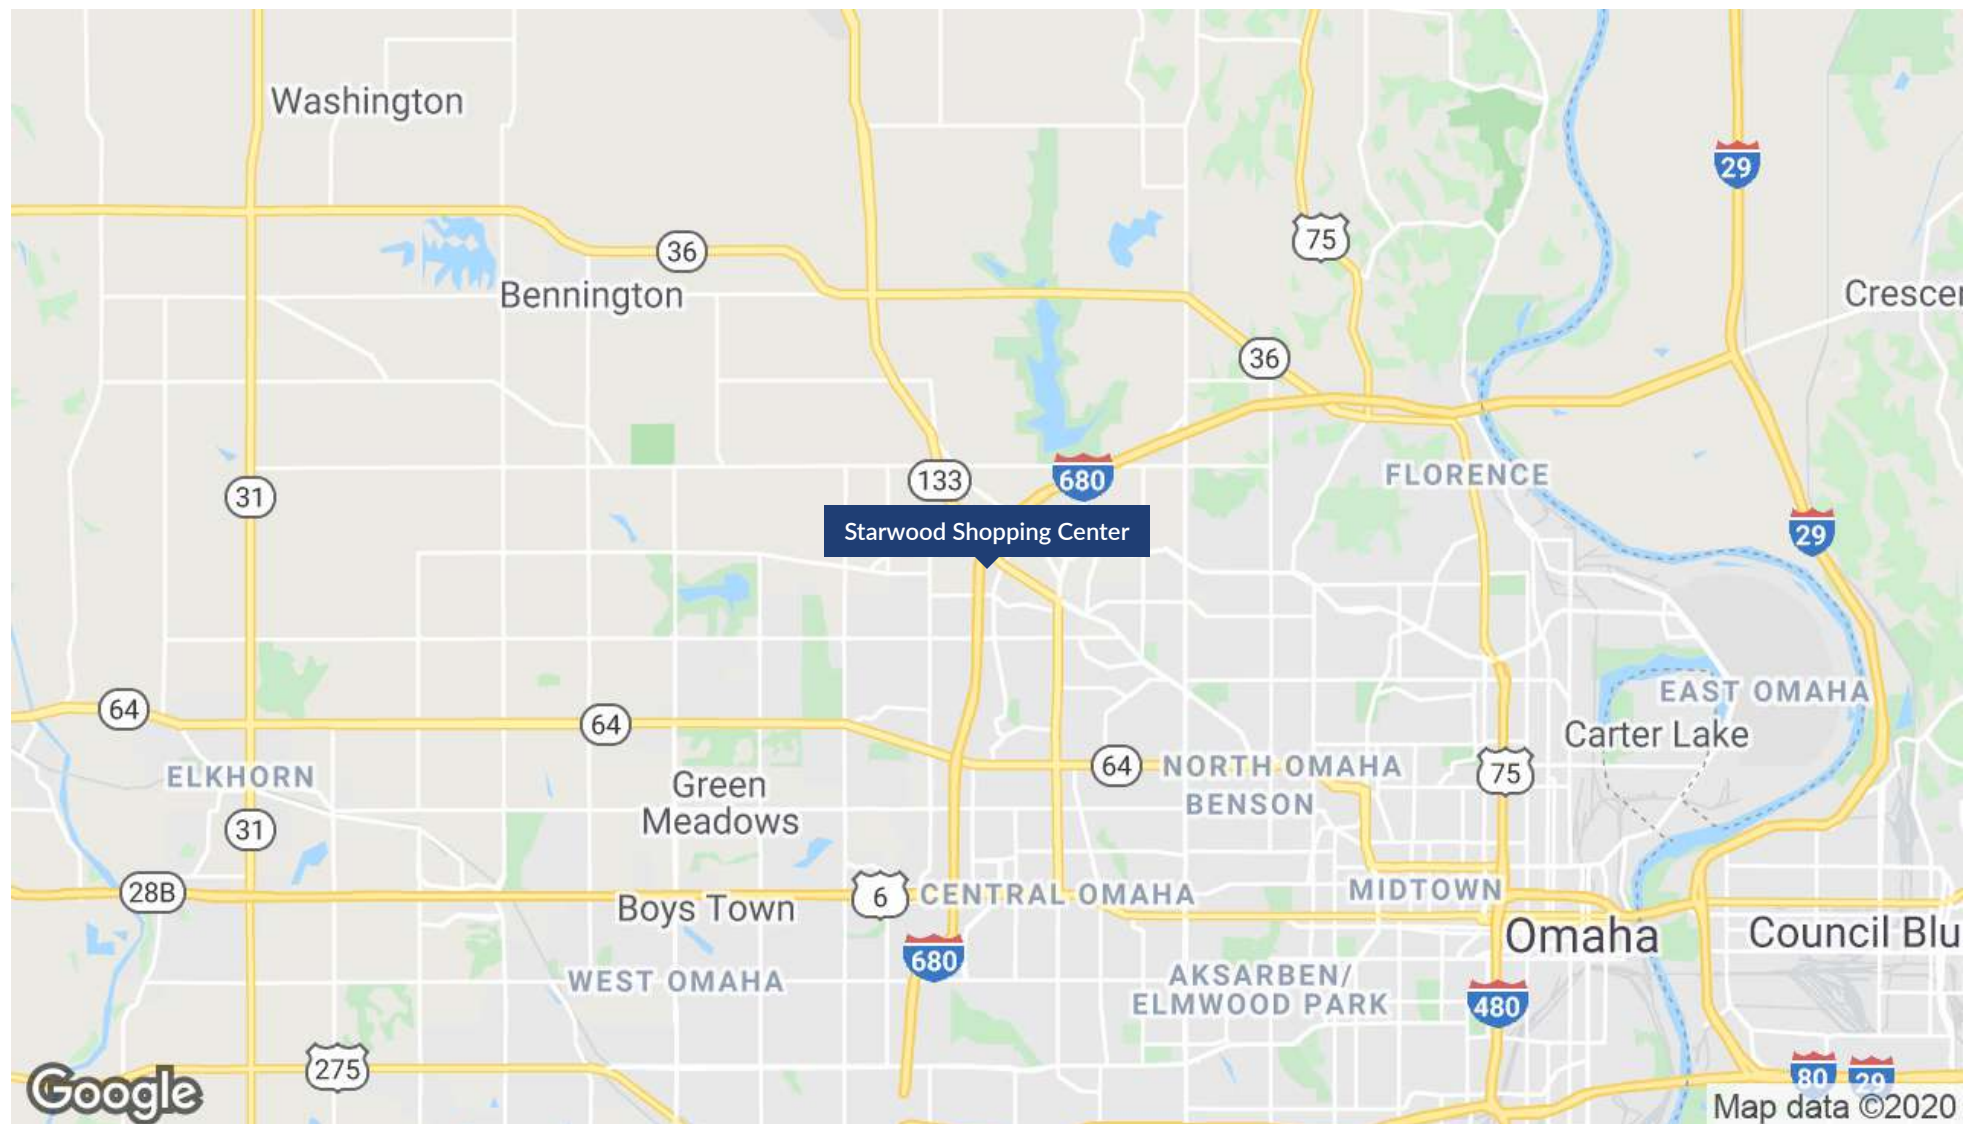 Washington
29
75
36
Bennington
Crescen
36
133
680
FLORENCE
31
Starwood Shopping Center
29
EAST OMAHA
64
64
Carter Lake
64
NORTH OMAHA
75
ELKHORN
Green
Meadows
BENSON
31
28B
6
CENTRAL OMAHA
MIDTOWN
Boys Town
Omaha
Council Blu
680
WEST OMAHA
AKSARBEN/
ELMWOOD PARK
480
275
80
29
Google
Map data ©2020